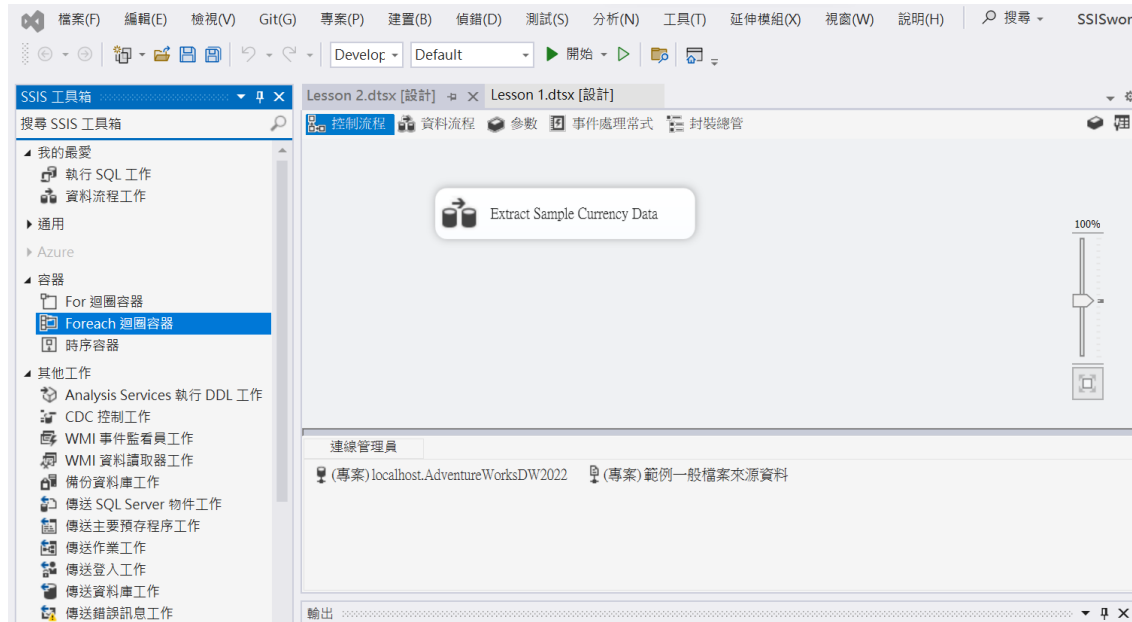 檔案(F) 編輯(E) 檢視(V) Git(G) 專案(P) 建置(B) 偵錯(D) 測試(S) 分析(N) 工具(T) 延伸模組(X) 視窗(W) 說明(H) 搜尋 SSISwor
Develop Default 開始
SSIS 工具箱
搜尋 SSIS 工具箱
我的最愛
執行 SQL 工作
資料流程工作
通用
Azure
容器
For 迴圈容器
Foreach 迴圈容器
時序容器
其他工作
Analysis Services 執行 DDL 工作
CDC 控制工作
WMI 事件監看員工作
WMI 資料讀取器工作
備份資料庫工作
傳送 SQL Server 物件工作
傳送主要預存程序工作
傳送作業工作
傳送登入工作
傳送資料庫工作
傳送錯誤訊息工作
Lesson 2.dtsx [設計] Lesson 1.dtsx [設計]
控制流程 資料流程 參數 事件處理常式 封裝總管
Extract Sample Currency Data
100%
連線管理員
(專案) localhost.AdventureWorksDW2022 (專案) 範例一般檔案來源資料
輸出